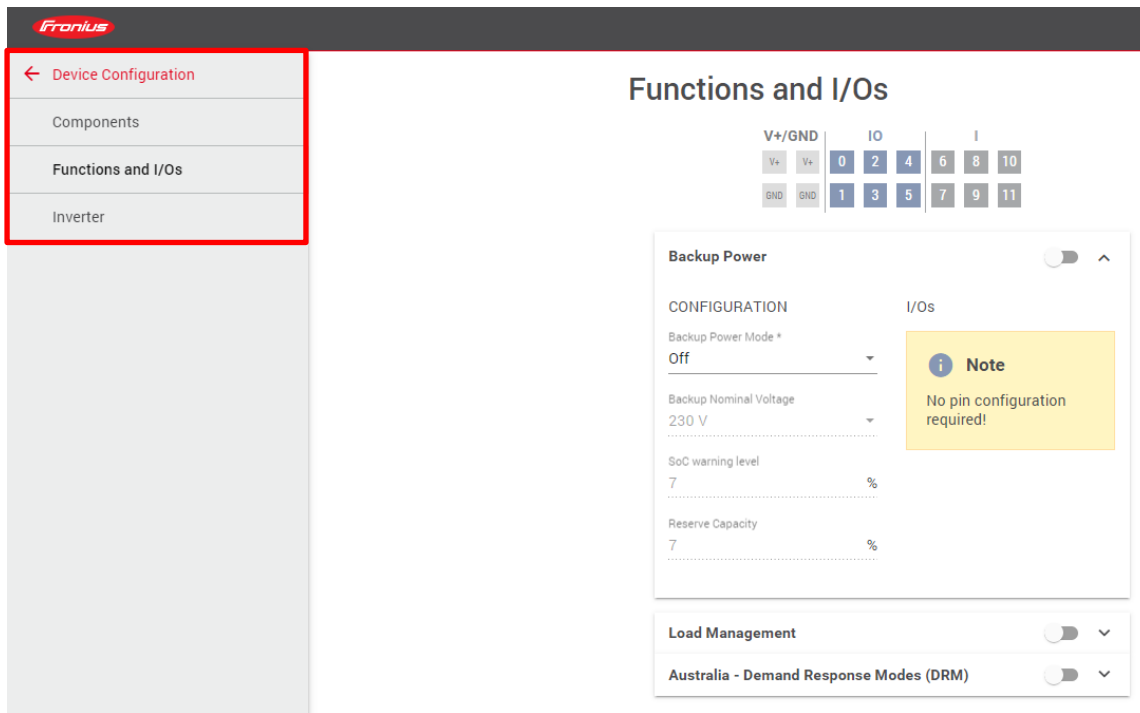 Fronius
Device Configuration
Components
Functions and I/Os
Inverter
Functions and I/Os
V+/GND IO I
V+ V+ 0 2 4 6 8 10
GND GND 1 3 5 7 9 11
Backup Power
CONFIGURATION
Backup Power Mode *
Off
Backup Nominal Voltage
230 V
SoC warning level
7 %
Reserve Capacity
7 %
I/Os
i Note
No pin configuration
required!
Load Management
Australia - Demand Response Modes (DRM)